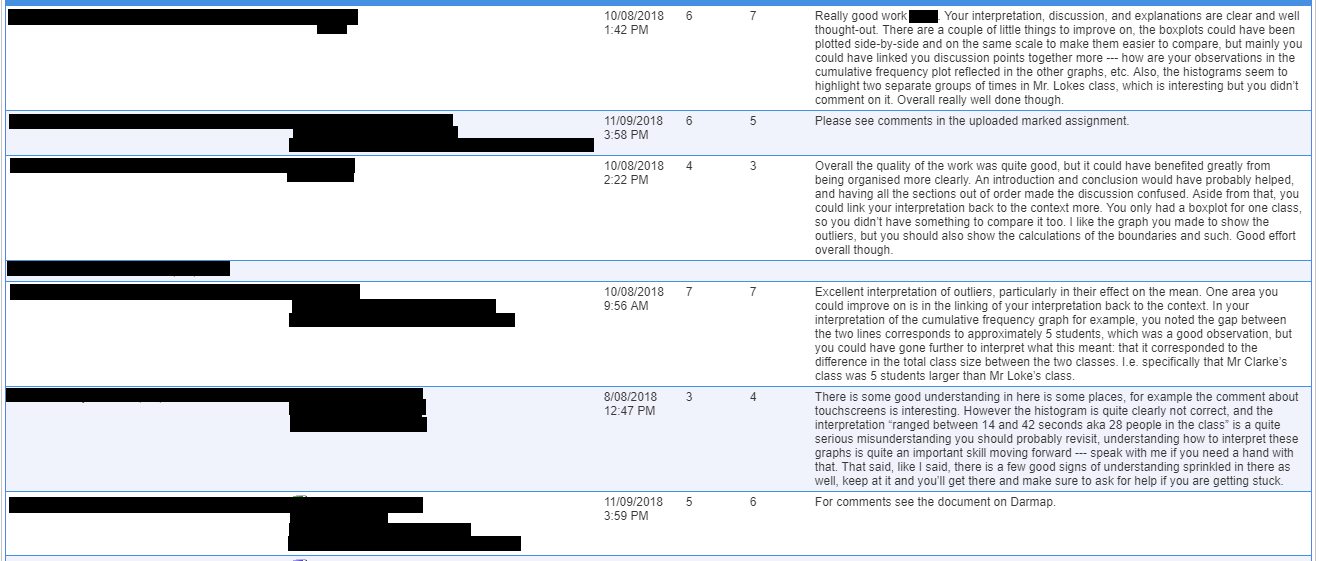 10/08/2018 6 7 Really good work . Your interpretation, discussion, and explanations are clear and well
1:42 PM thought-out. There are a couple of little things to improve on, the boxplots could have been
plotted side-by-side and on the same scale to make them easier to compare, but mainly you
could have linked you discussion points together more --- how are your observations in the
cumulative frequency plot reflected in the other graphs, etc. Also, the histograms seem to
highlight two separate groups of times in Mr. Lokes class, which is interesting but you didn't
comment on it. Overall really well done though.
11/09/2018 6 5 Please see comments in the uploaded marked assignment.
3:58 PM
10/08/2018 4 3 Overall the quality of the work was quite good, but it could have benefited greatly from
2:22 PM being organised more clearly. An introduction and conclusion would have probably helped,
and having all the sections out of order made the discussion confused. Aside from that, you
could link your interpretation back to the context more. You only had a boxplot for one class,
so you didn't have something to compare it too. I like the graph you made to show the
outliers, but you should also show the calculations of the boundaries and such. Good effort
overall though.
10/08/2018 7 7 Excellent interpretation of outliers, particularly in their effect on the mean. One area you
9:56 AM could improve on is in the linking of your interpretation back to the context. In your
interpretation of the cumulative frequency graph for example, you noted the gap between
the two lines corresponds to approximately 5 students, which was a good observation, but
you could have gone further to interpret what this meant: that it corresponded to the
difference in the total class size between the two classes. I.e. specifically that Mr Clarke's
class was 5 students larger than Mr Loke's class.
8/08/2018 3 4 There is some good understanding in here is some places, for example the comment about
12:47 PM touchscreens is interesting. However the histogram is quite clearly not correct, and the
interpretation “ranged between 14 and 42 seconds aka 28 people in the class” is a quite
serious misunderstanding you should probably revisit, understanding how to interpret these
graphs is quite an important skill moving forward --- speak with me if you need a hand with
that. That said, like I said, there is a few good signs of understanding sprinkled in there as
well, keep at it and you'll get there and make sure to ask for help if you are getting stuck.
11/09/2018 5 6 For comments see the document on Darmap.
3:59 PM